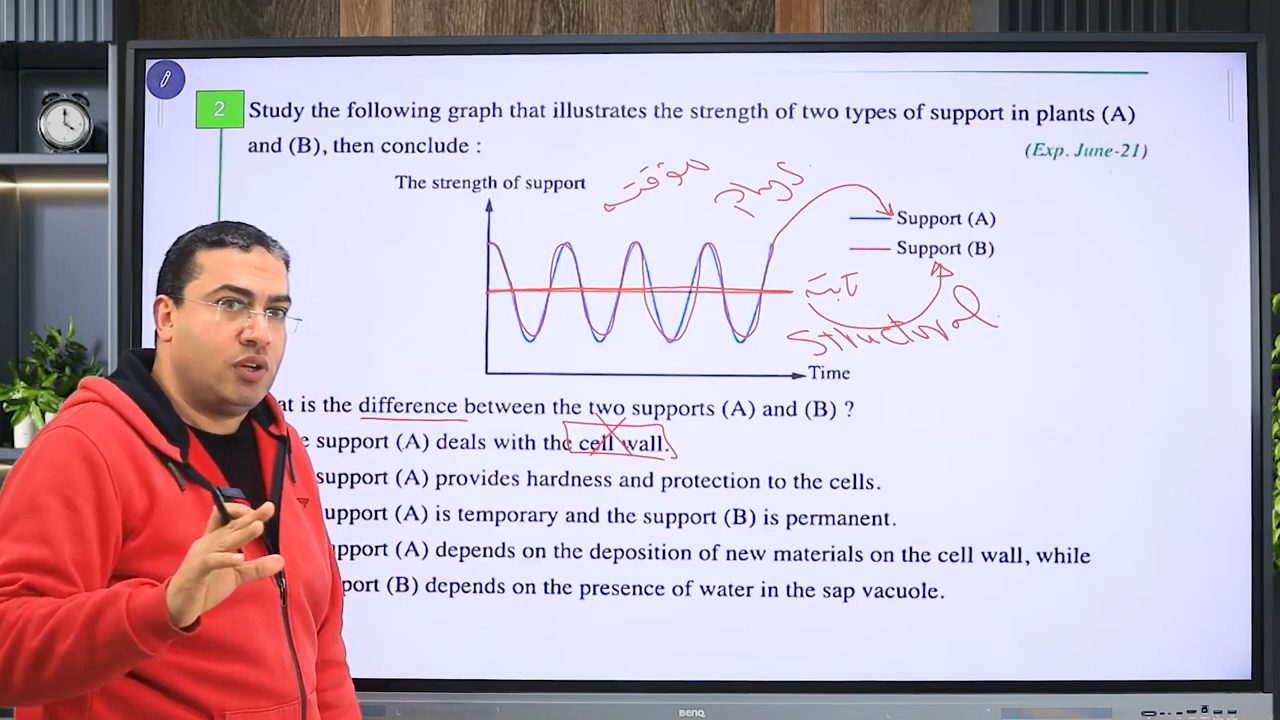 2 Study the following graph that illustrates the strength of two types of support in plants (A)
and (B), then conclude :
(Exp. June-21)
The strength of support
مؤقت
Phys
Support (A)
Support (B)
ثابت
Structural
Time
at is the difference between the two supports (A) and (B) ?
e support (A) deals with the cell wall.
support (A) provides hardness and protection to the cells.
upport (A) is temporary and the support (B) is permanent.
pport (A) depends on the deposition of new materials on the cell wall, while
port (B) depends on the presence of water in the sap vacuole.
BenQ